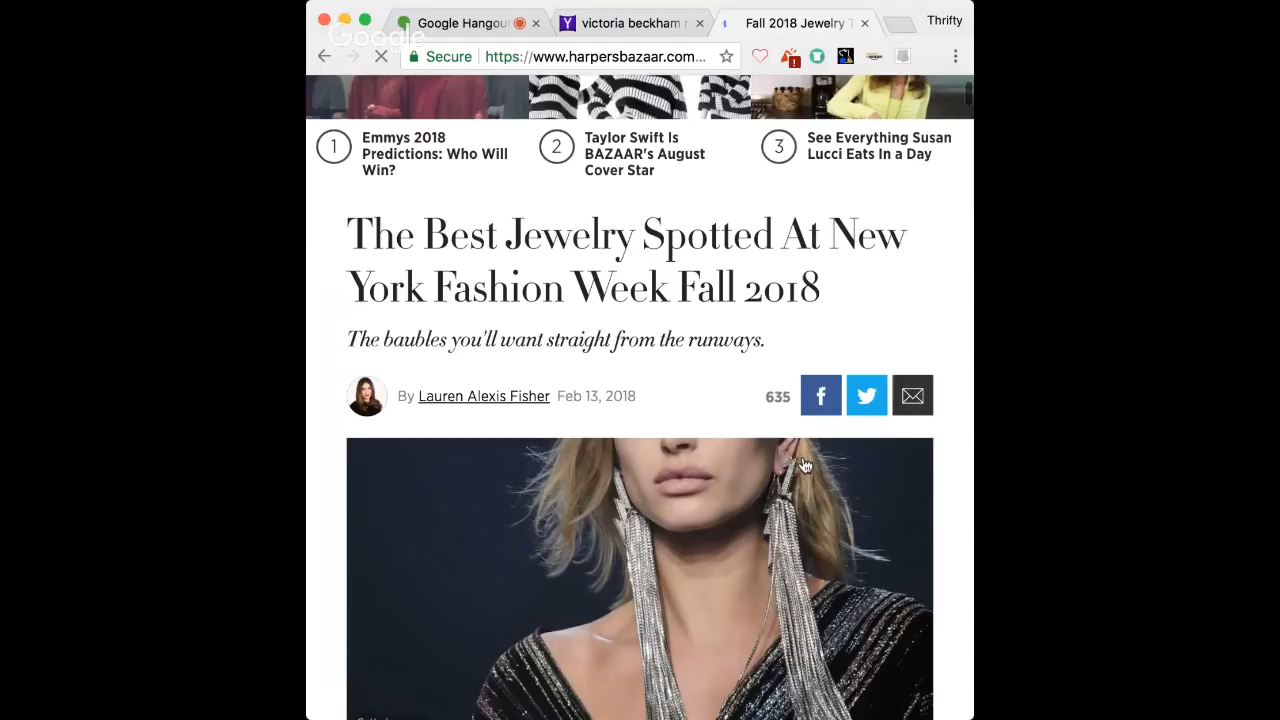 Google Hangout
victoria beckham r
Fall 2018 Jewelry T
Thrifty
Google
Secure
https://www.harpersbazaar.com...
1
Emmys 2018
Predictions: Who Will
Win?
2
Taylor Swift Is
BAZAAR's August
Cover Star
3
See Everything Susan
Lucci Eats In a Day
The Best Jewelry Spotted At New
York Fashion Week Fall 2018
The baubles you'll want straight from the runways.
By Lauren Alexis Fisher Feb 13, 2018
635